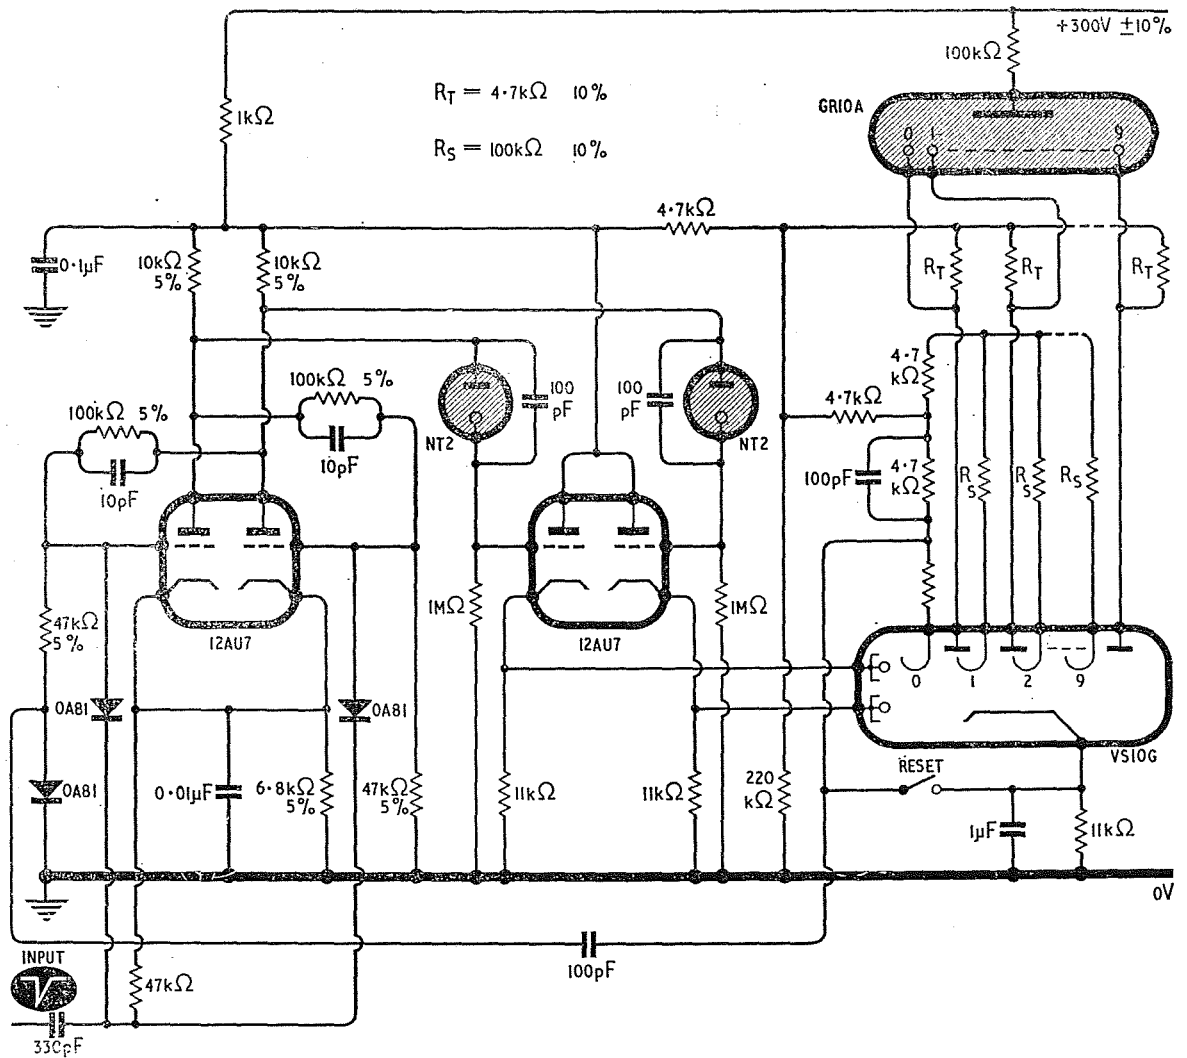 +300V ±10%
100kΩ
GR10A
0 1 9
1kΩ
R_T = 4·7kΩ 10%
R_S = 100kΩ 10%
4·7kΩ
0·1µF
10kΩ
5%
10kΩ
5%
R_T
R_T
R_T
100kΩ 5%
10pF
100kΩ 5%
10pF
NT2
100
pF
100
pF
NT2
4·7
kΩ
4·7kΩ
100pF
4·7
kΩ
R_S
R_S
R_S
47kΩ
5%
12AU7
1MΩ
12AU7
1MΩ
0 1 2 9
VS10G
OA81
OA81
OA81
0·01µF
6·8kΩ
5%
47kΩ
5%
11kΩ
11kΩ
220
kΩ
RESET
1µF
11kΩ
0V
100pF
INPUT
47kΩ
330pF